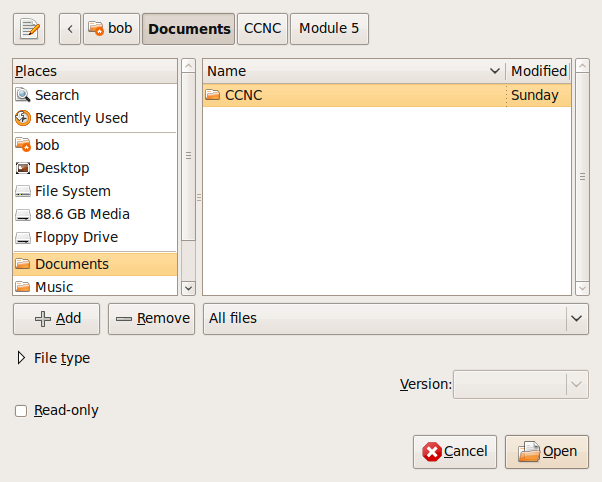 bob Documents CCNC Module 5
Places
Search
Recently Used
bob
Desktop
File System
88.6 GB Media
Floppy Drive
Documents
Music
Name Modified
CCNC Sunday
Add Remove All files
File type
Version:
Read-only
Cancel Open